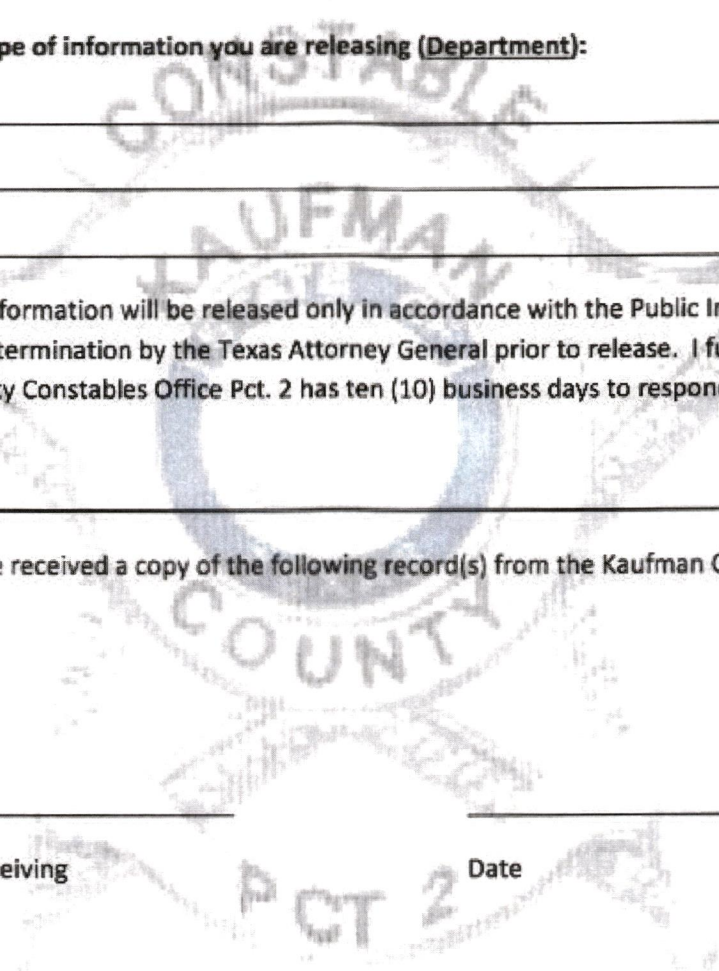 pe of information you are releasing (Department):
CONSTABLE
KAUFMAN
formation will be released only in accordance with the Public I
termination by the Texas Attorney General prior to release. I fu
y Constables Office Pct. 2 has ten (10) business days to respon
e received a copy of the following record(s) from the Kaufman C
COUNTY
eiving
Date
PCT 2